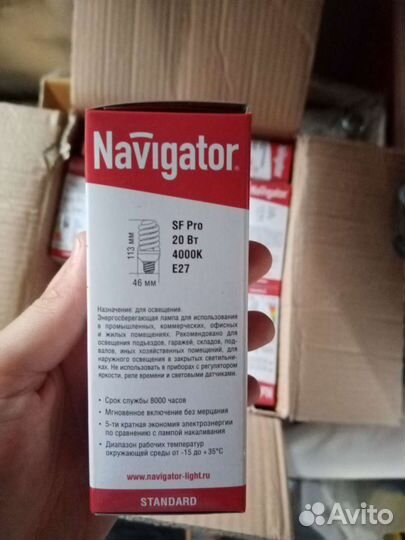 Navigator
SF Pro
20 Вт
4000K
E27
113 мм
46 мм
Назначение: для освещения.
Энергосберегающая лампа для использования
в промышленных, коммерческих, офисных
и жилых помещениях. Рекомендовано для
освещения подъездов, гаражей, складов, под-
валов, иных хозяйственных помещений, для
наружного освещения в закрытых светильни-
ках. Не использовать в приборах с регулятором
яркости, реле времени и световыми датчиками.
• Срок службы 8000 часов
• Мгновенное включение без мерцания
• 5-ти кратная экономия электроэнергии
по сравнению с лампой накаливания
• Диапазон рабочих температур
окружающей среды от -15 до +35°C
www.navigator-light.ru
STANDARD
Navigator
Avito